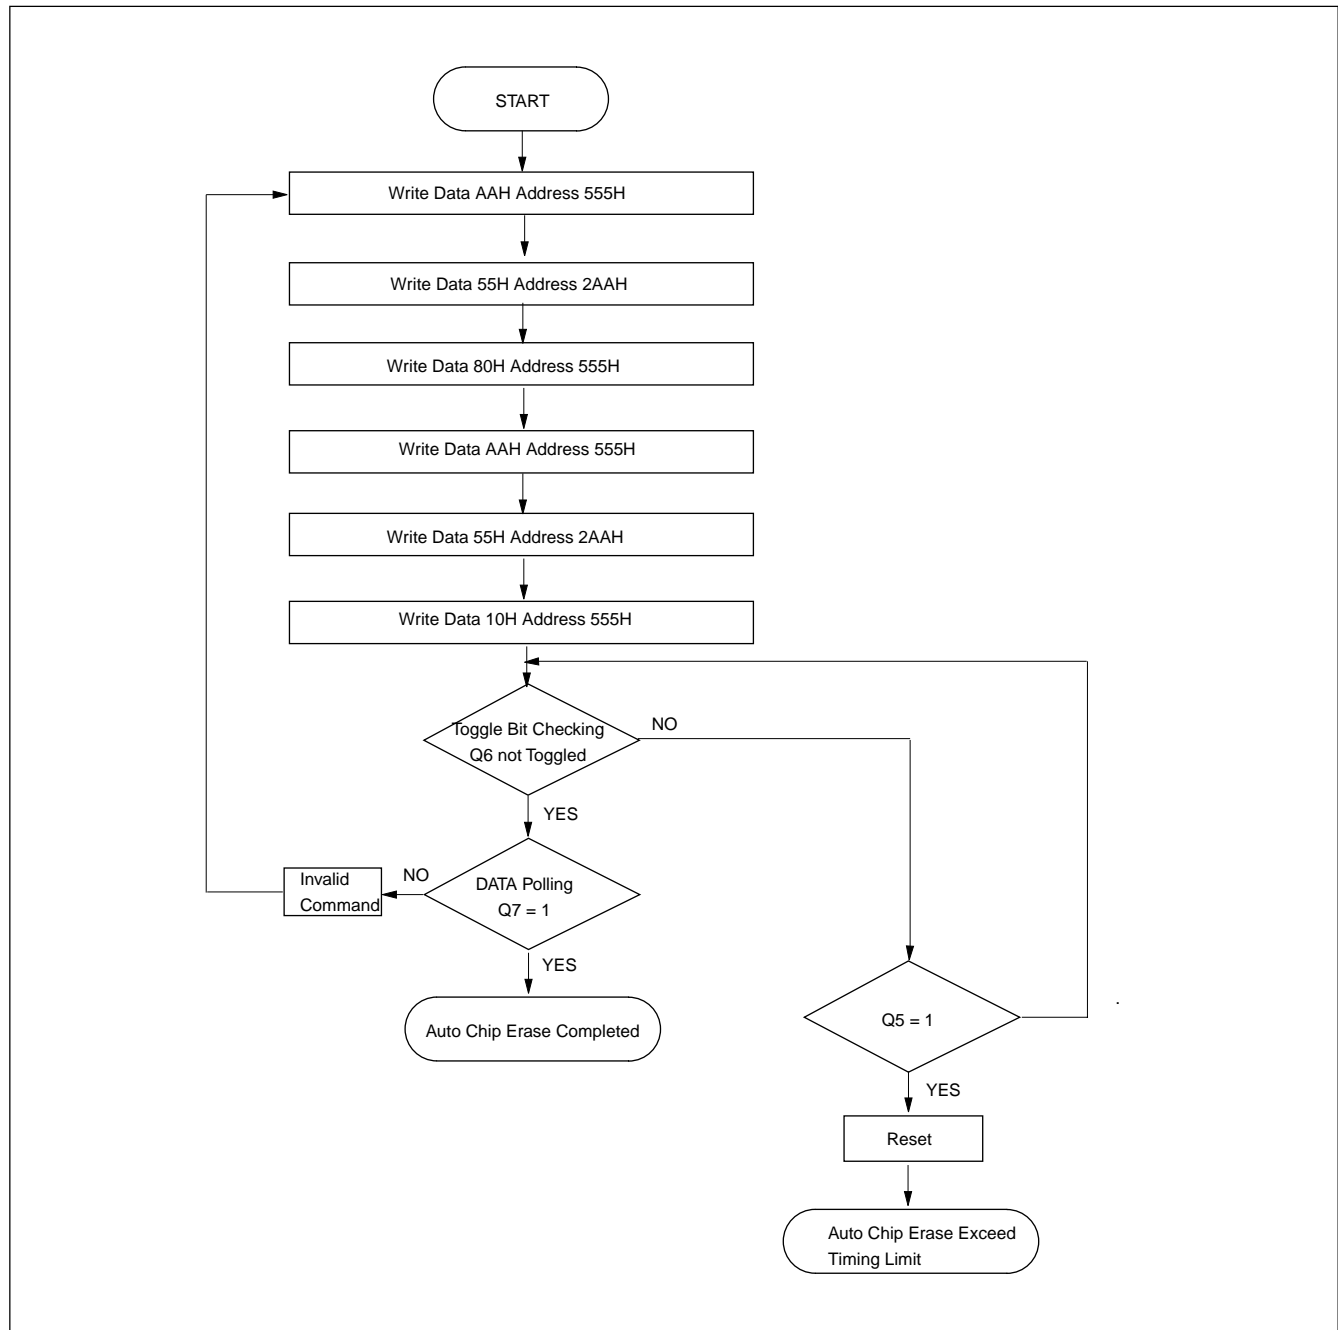 START
Write Data AAH Address 555H
Write Data 55H Address 2AAH
Write Data 80H Address 555H
Write Data AAH Address 555H
Write Data 55H Address 2AAH
Write Data 10H Address 555H
Toggle Bit Checking
Q6 not Toggled
NO
YES
Invalid
Command
NO
DATA Polling
Q7 = 1
YES
Auto Chip Erase Completed
Q5 = 1
YES
Reset
Auto Chip Erase Exceed
Timing Limit